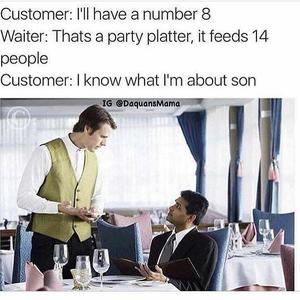 Customer: I'll have a number 8
Waiter: Thats a party platter, it feeds 14
people
Customer: I know what I'm about son
IG @DaquansMama
©